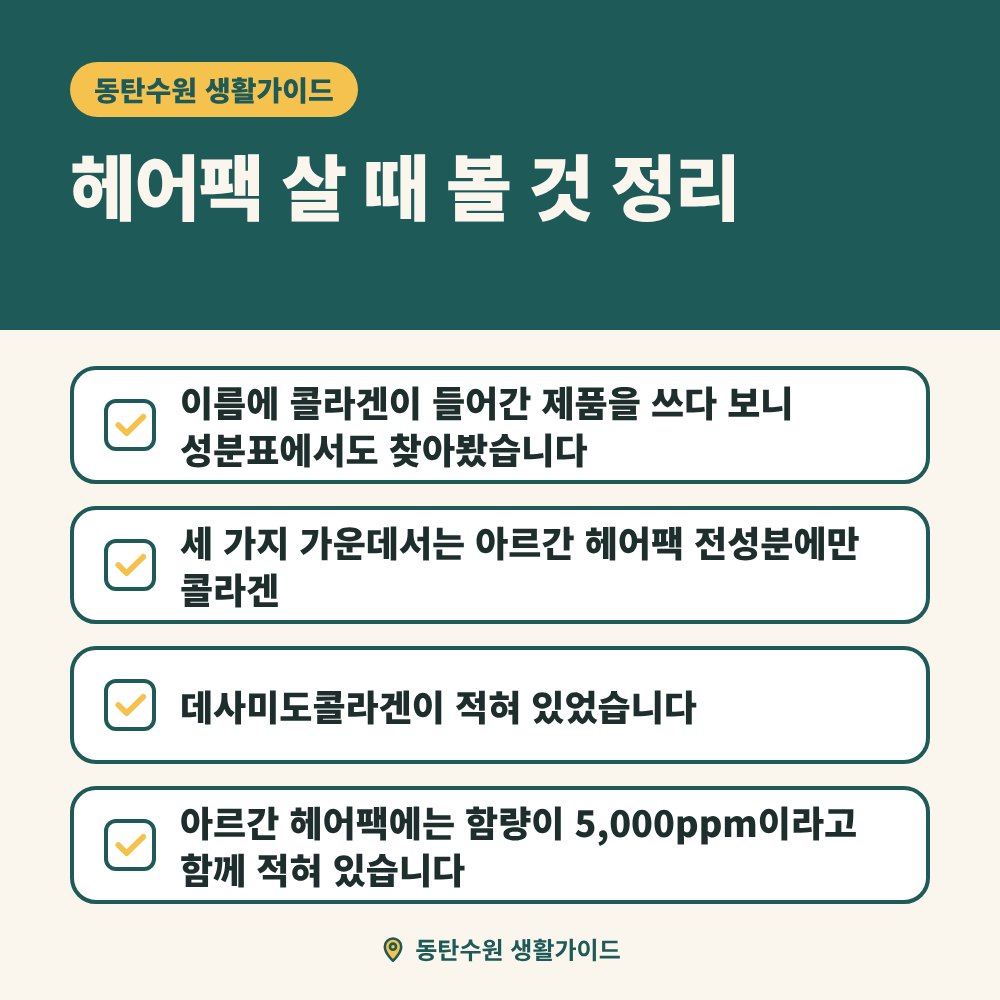 동탄수원 생활가이드
헤어팩 살 때 볼 것 정리
이름에 콜라겐이 들어간 제품을 쓰다 보니
성분표에서도 찾아봤습니다
세 가지 가운데서는 아르간 헤어팩 전성분에만
콜라겐
데사미도콜라겐이 적혀 있었습니다
아르간 헤어팩에는 함량이 5,000ppm이라고
함께 적혀 있습니다
동탄수원 생활가이드